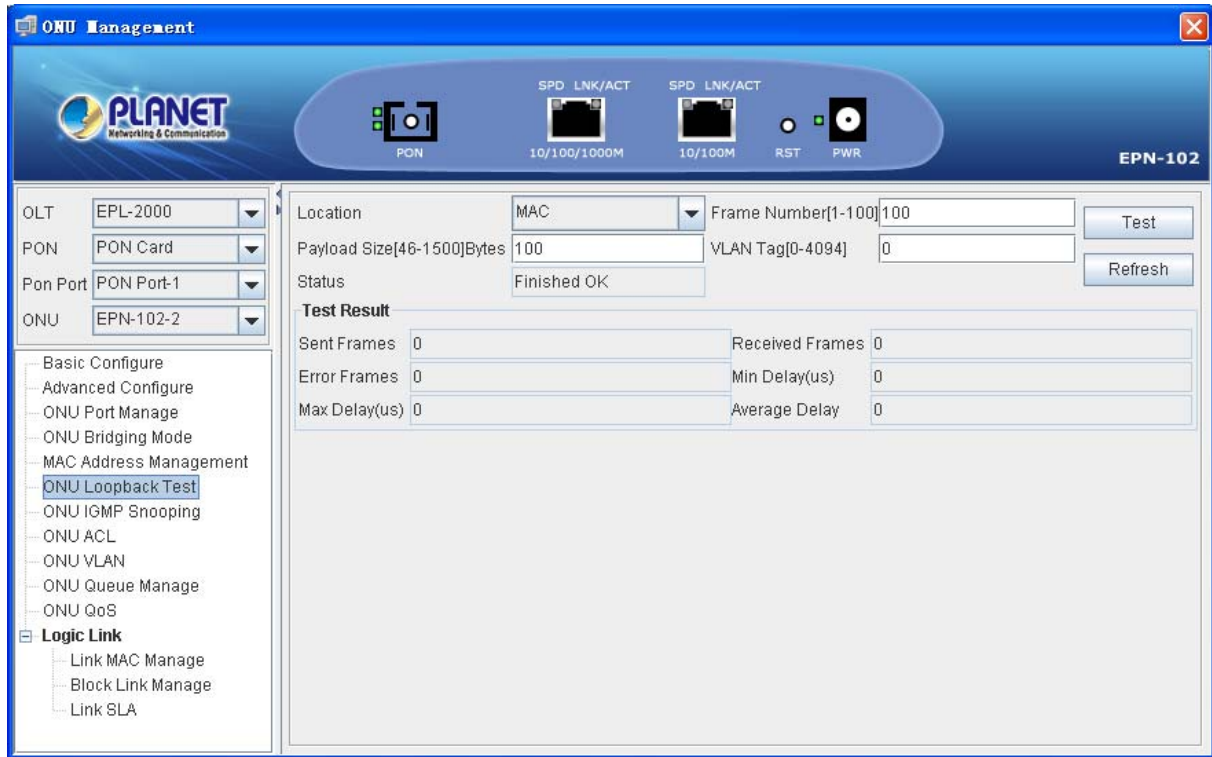 ONU Management
PLANET
Networking & Communication
SPD LNK/ACT SPD LNK/ACT
PON 10/100/1000M 10/100M RST PWR
EPN-102
OLT EPL-2000
PON PON Card
Pon Port PON Port-1
ONU EPN-102-2
Basic Configure
Advanced Configure
ONU Port Manage
ONU Bridging Mode
MAC Address Management
ONU Loopback Test
ONU IGMP Snooping
ONU ACL
ONU VLAN
ONU Queue Manage
ONU QoS
Logic Link
Link MAC Manage
Block Link Manage
Link SLA
Location MAC Frame Number[1-100] 100 Test
Payload Size[46-1500]Bytes 100 VLAN Tag[0-4094] 0
Status Finished OK Refresh
Test Result
Sent Frames 0 Received Frames 0
Error Frames 0 Min Delay(us) 0
Max Delay(us) 0 Average Delay 0